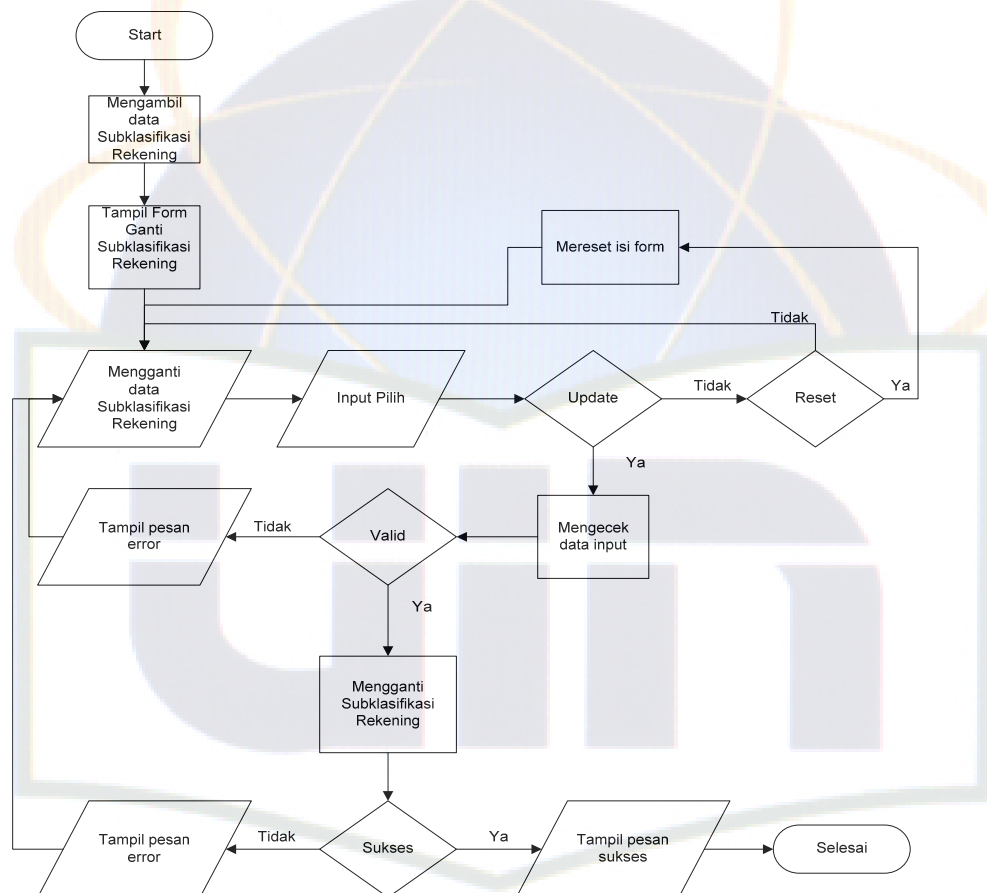 Start
Mengambil
data
Subklasifikasi
Rekening
Tampil Form
Ganti
Subklasifikasi
Rekening
Mereset isi form
Tidak
Mengganti
data
Subklasifikasi
Rekening
Input Pilih
Update
Tidak
Reset
Ya
Ya
Tampil pesan
error
Tidak
Valid
Mengecek
data input
Ya
Mengganti
Subklasifikasi
Rekening
Tampil pesan
error
Tidak
Sukses
Ya
Tampil pesan
sukses
Selesai
uin